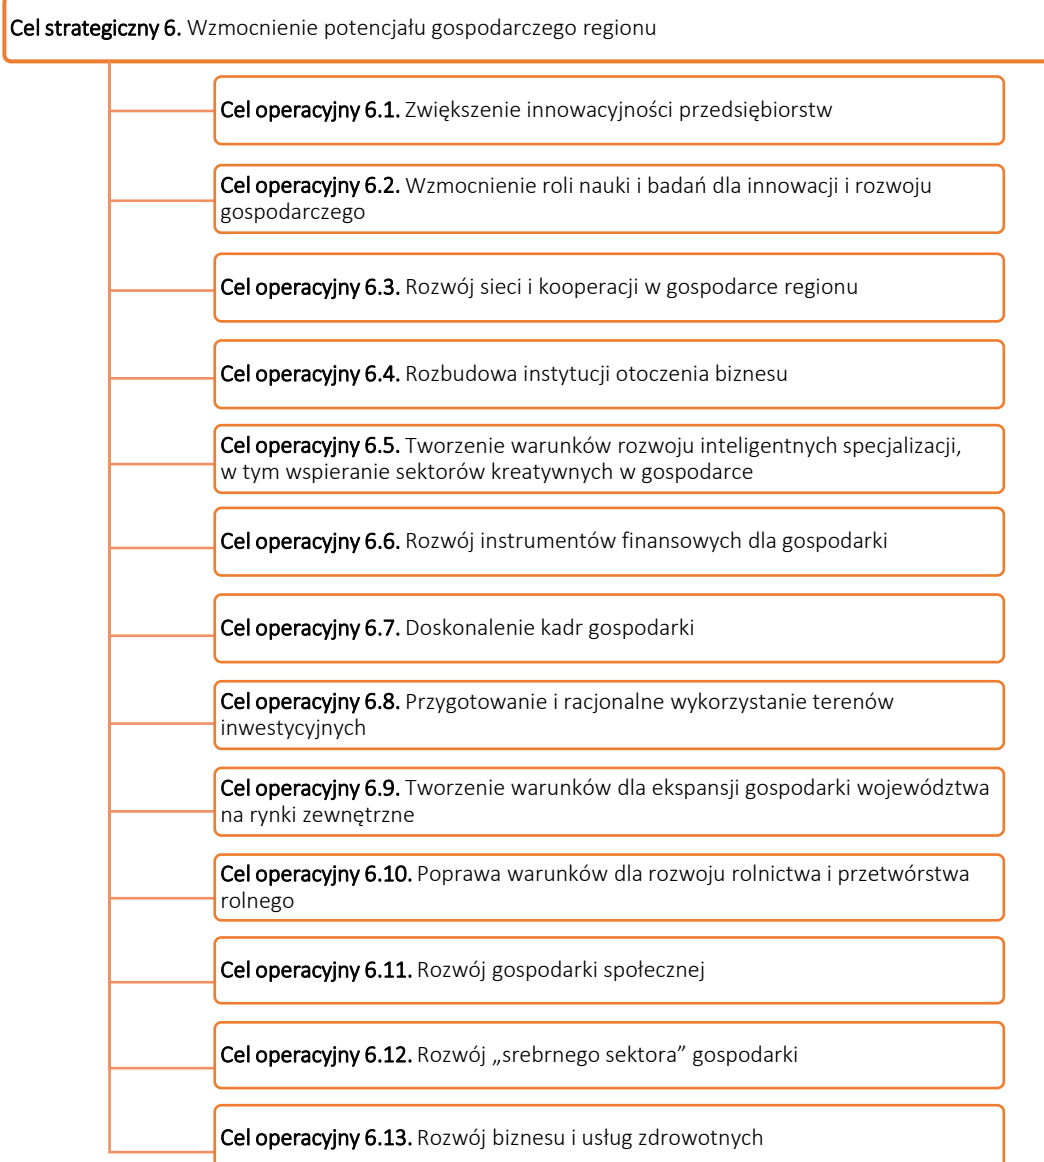 Cel strategiczny 6. Wzmocnienie potencjału gospodarczego regionu
Cel operacyjny 6.1. Zwiększenie innowacyjności przedsiębiorstw
Cel operacyjny 6.2. Wzmocnienie roli nauki i badań dla innowacji i rozwoju
gospodarczego
Cel operacyjny 6.3. Rozwój sieci i kooperacji w gospodarce regionu
Cel operacyjny 6.4. Rozbudowa instytucji otoczenia biznesu
Cel operacyjny 6.5. Tworzenie warunków rozwoju inteligentnych specjalizacji,
w tym wspieranie sektorów kreatywnych w gospodarce
Cel operacyjny 6.6. Rozwój instrumentów finansowych dla gospodarki
Cel operacyjny 6.7. Doskonalenie kadr gospodarki
Cel operacyjny 6.8. Przygotowanie i racjonalne wykorzystanie terenów
inwestycyjnych
Cel operacyjny 6.9. Tworzenie warunków dla ekspansji gospodarki województwa
na rynki zewnętrzne
Cel operacyjny 6.10. Poprawa warunków dla rozwoju rolnictwa i przetwórstwa
rolnego
Cel operacyjny 6.11. Rozwój gospodarki społecznej
Cel operacyjny 6.12. Rozwój „srebrnego sektora” gospodarki
Cel operacyjny 6.13. Rozwój biznesu i usług zdrowotnych